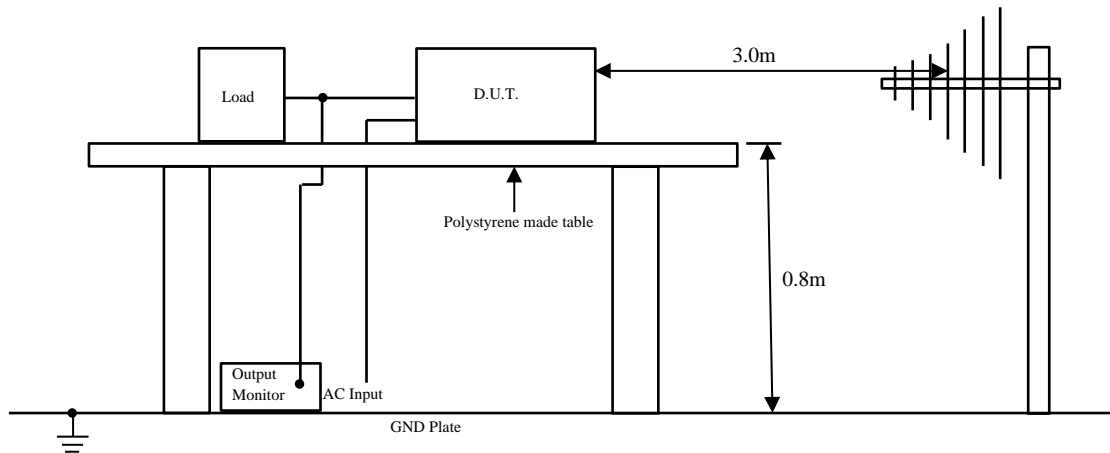 3.0m
Load
D.U.T.
Polystyrene made table
0.8m
Output
Monitor
AC Input
GND Plate